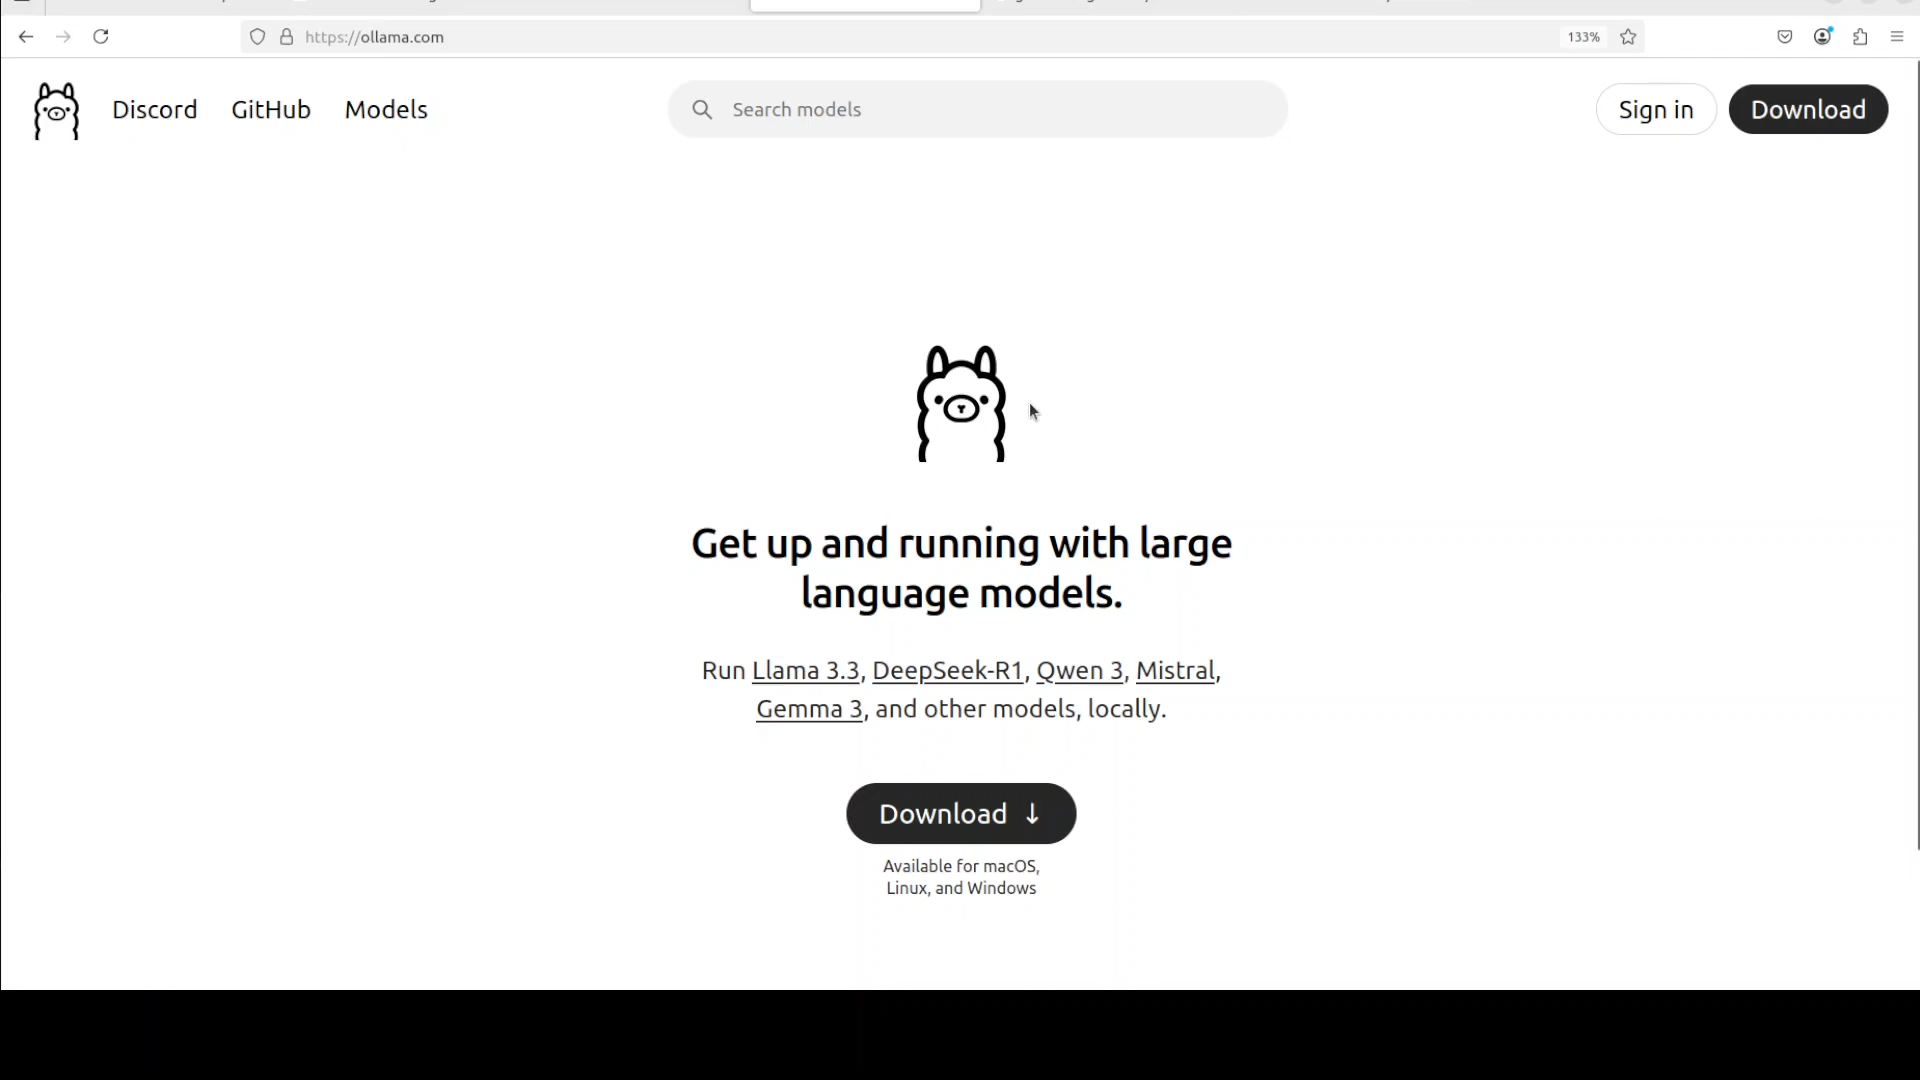 https://ollama.com
133%
Discord GitHub Models
Search models
Sign in Download
Get up and running with large
language models.
Run Llama 3.3, DeepSeek-R1, Qwen 3, Mistral,
Gemma 3, and other models, locally.
Download ↓
Available for macOS,
Linux, and Windows